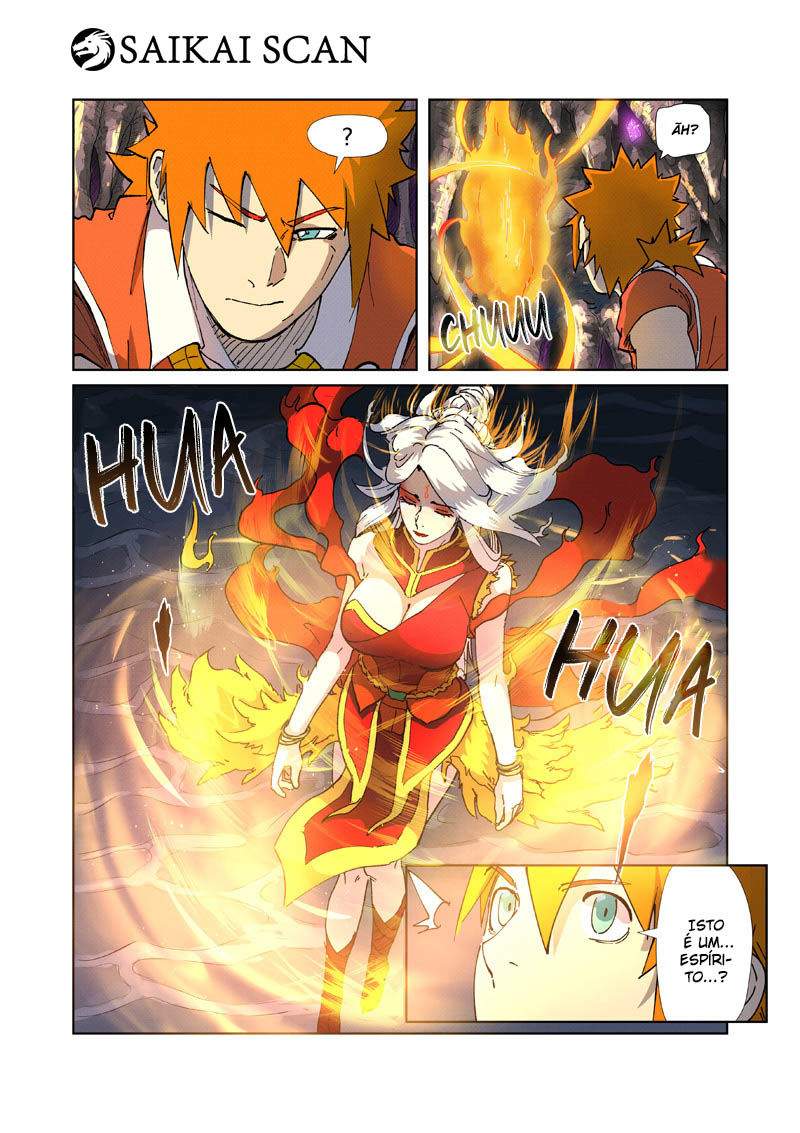 SAIKAI SCAN
?
ÃH?
CHUUU
HUA
HUA
ISTO
É UM...
ESPÍRI-
TO...?